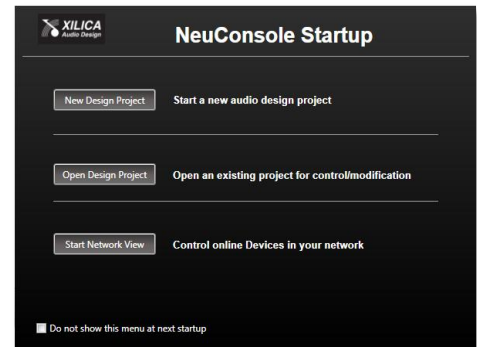 XILICA
Audio Design
NeuConsole Startup
New Design Project Start a new audio design project
Open Design Project Open an existing project for control/modification
Start Network View Control online Devices in your network
Do not show this menu at next startup